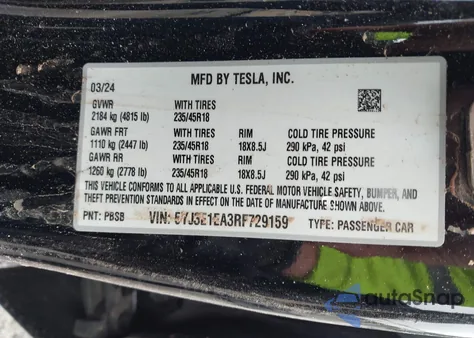 MFD BY TESLA, INC.
03/24
GVWR WITH TIRES
2184 kg (4815 lb) 235/45R18
GAWR FRT WITH TIRES RIM COLD TIRE PRESSURE
1110 kg (2447 lb) 235/45R18 18X8.5J 290 kPa, 42 psi
GAWR RR WITH TIRES RIM COLD TIRE PRESSURE
1260 kg (2778 lb) 235/45R18 18X8.5J 290 kPa, 42 psi
THIS VEHICLE CONFORMS TO ALL APPLICABLE U.S. FEDERAL MOTOR VEHICLE SAFETY, BUMPER, AND
THEFT PREVENTION STANDARDS IN EFFECT ON THE DATE OF MANUFACTURE SHOWN ABOVE.
PNT: PBSB VIN: 5YJ3E1EA3RF729159 TYPE: PASSENGER CAR
autoSnap